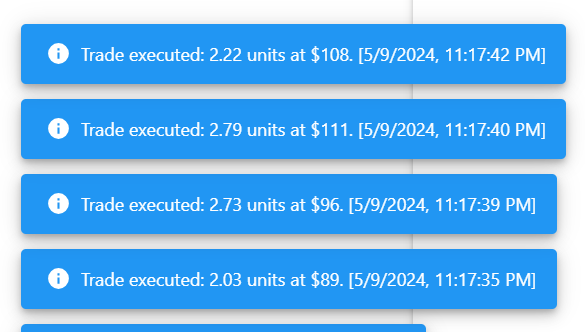 Trade executed: 2.22 units at $108. [5/9/2024, 11:17:42 PM]
Trade executed: 2.79 units at $111. [5/9/2024, 11:17:40 PM]
Trade executed: 2.73 units at $96. [5/9/2024, 11:17:39 PM]
Trade executed: 2.03 units at $89. [5/9/2024, 11:17:35 PM]